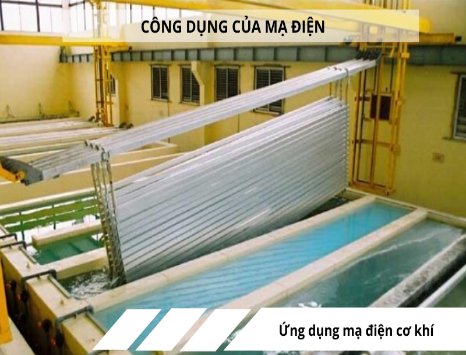 CÔNG DỤNG CỦA MẠ ĐIỆN
Ứng dụng mạ điện cơ khí